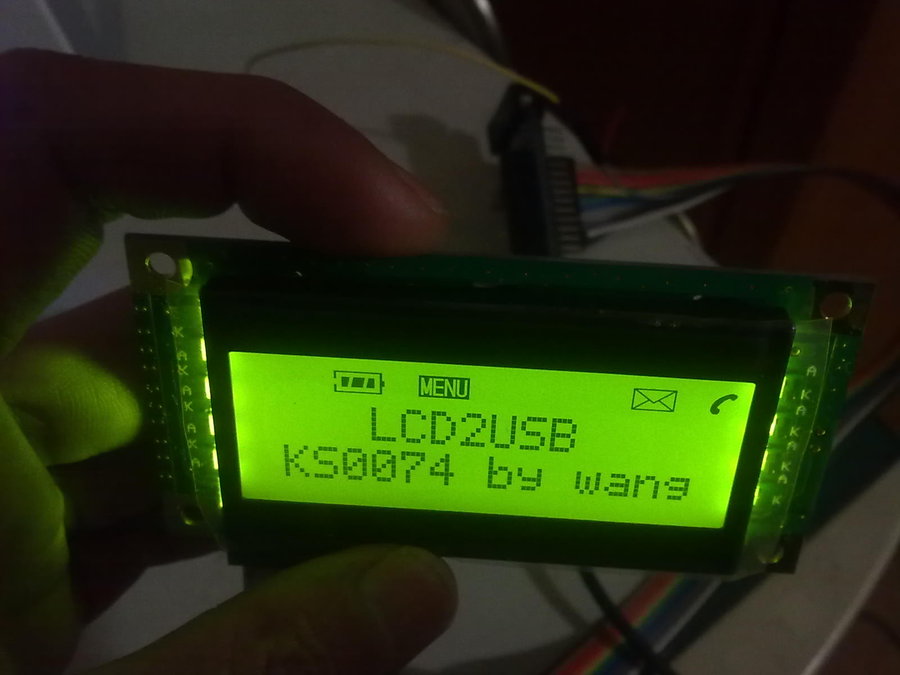 MENU
LCD2USB
KS0074 by wang
K A K A K A K A
A K A K A K A K